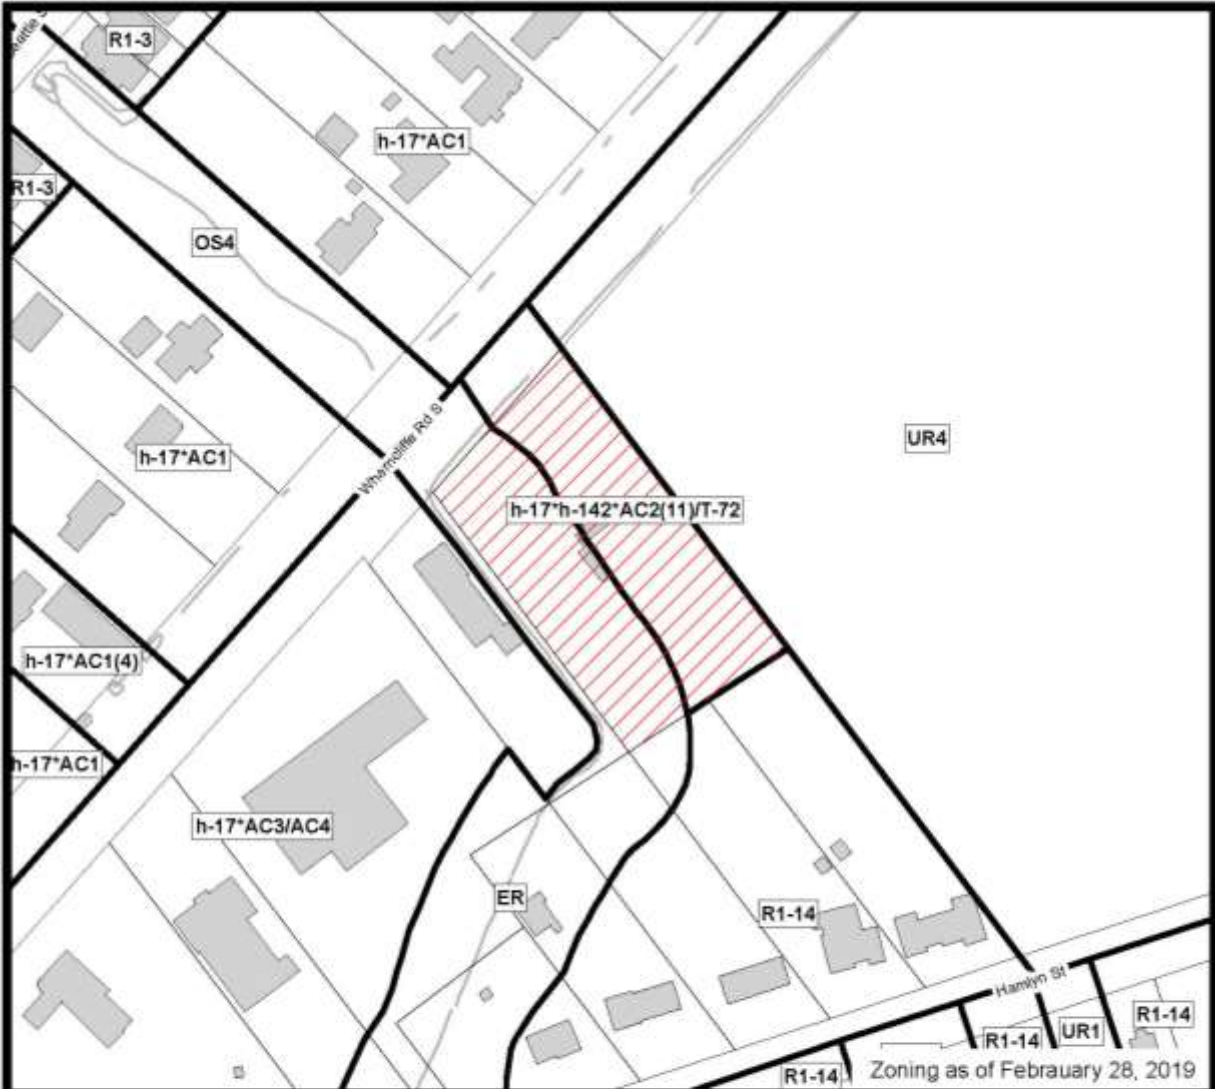 R1-3
h-17*AC1
R1-3
OS4
Wharncliffe Rd S
UR4
h-17*AC1
h-17*h-142*AC2(11)/T-72
h-17*AC1(4)
h-17*AC1
h-17*AC3/AC4
ER
R1-14
Hamlyn St
R1-14
UR1
R1-14
R1-14
Zoning as of Febrauary 28, 2019